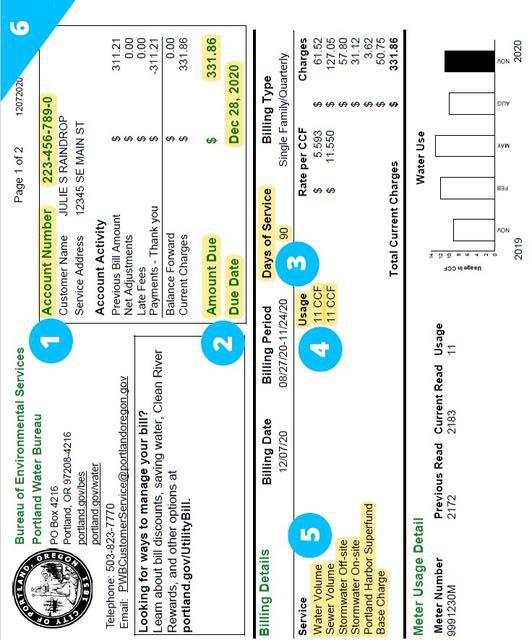 6
Page 1 of 2 12072020
CITY OF PORTLAND, OREGON 1851
Bureau of Environmental Services
Portland Water Bureau
PO Box 4216
Portland, OR 97208-4216
portland.gov/bes
portland.gov/water
Telephone: 503-823-7770
Email: PWBCustomerService@portlandoregon.gov
Looking for ways to manage your bill?
Learn about bill discounts, saving water, Clean River
Rewards, and other options at
portland.gov/UtilityBill.
1
Account Number 223-456-789-0
Customer Name JULIE S RAINDROP
Service Address 12345 SE MAIN ST
Account Activity
Previous Bill Amount $ 311.21
Net Adjustments 0.00
Late Fees 0.00
Payments - Thank you -311.21
Balance Forward $ 0.00
Current Charges 331.86
2
Amount Due $ 331.86
Due Date Dec 28, 2020
Billing Details
Billing Date Billing Period Days of Service Billing Type
12/07/20 08/27/20-11/24/20 90 Single Family/Quarterly
3
4
5
Service Usage Rate per CCF Charges
Water Volume 11 CCF $ 5.593 $ 61.52
Sewer Volume 11 CCF $ 11.550 $ 127.05
Stormwater Off-site $ 57.80
Stormwater On-site $ 31.12
Portland Harbor Superfund $ 3.62
Base Charge $ 50.75
Total Current Charges $ 331.86
Meter Usage Detail
Meter Number Previous Read Current Read Usage
9991230M 2172 2183 11
Water Use
Usage in CCF
NOV FEB MAY AUG NOV
2019 2020